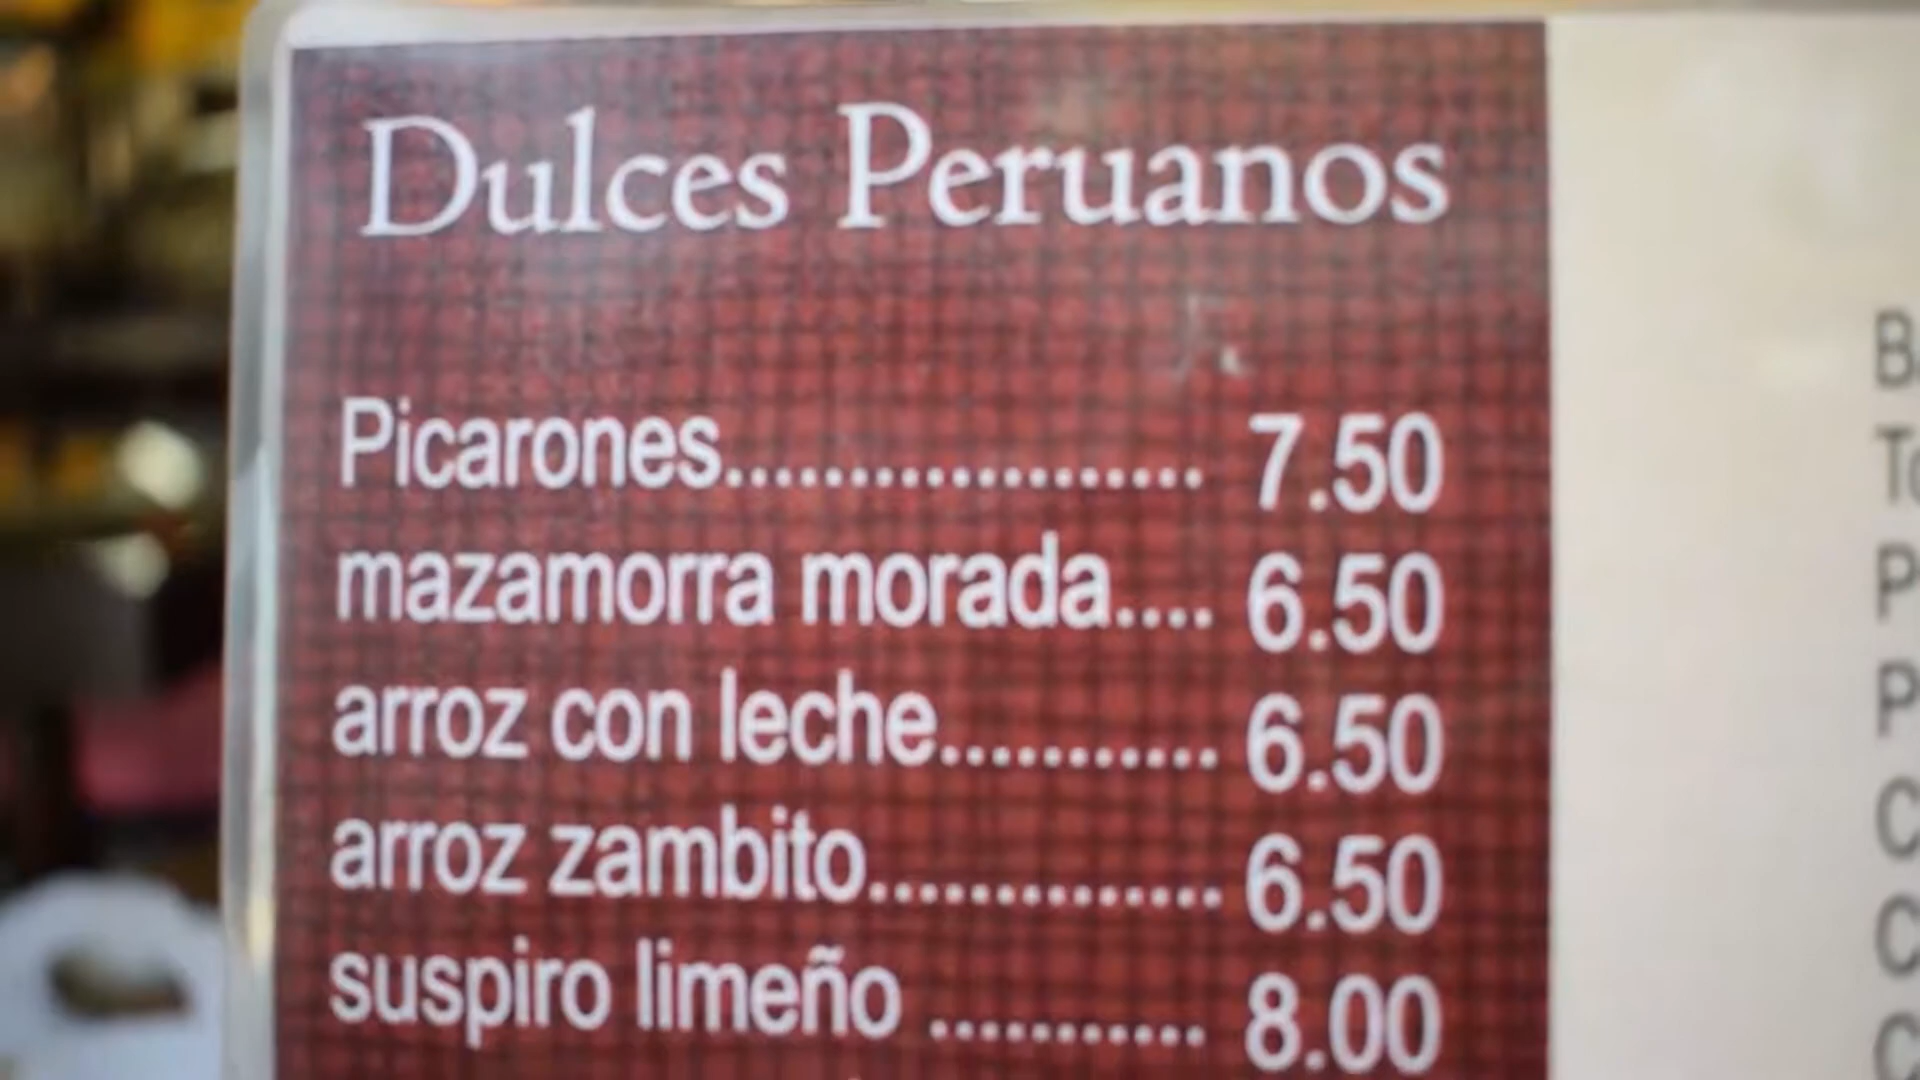 Dulces Peruanos
Picarones................... 7.50
mazamorra morada.... 6.50
arroz con leche........... 6.50
arroz zambito.............. 6.50
suspiro limeño ........... 8.00